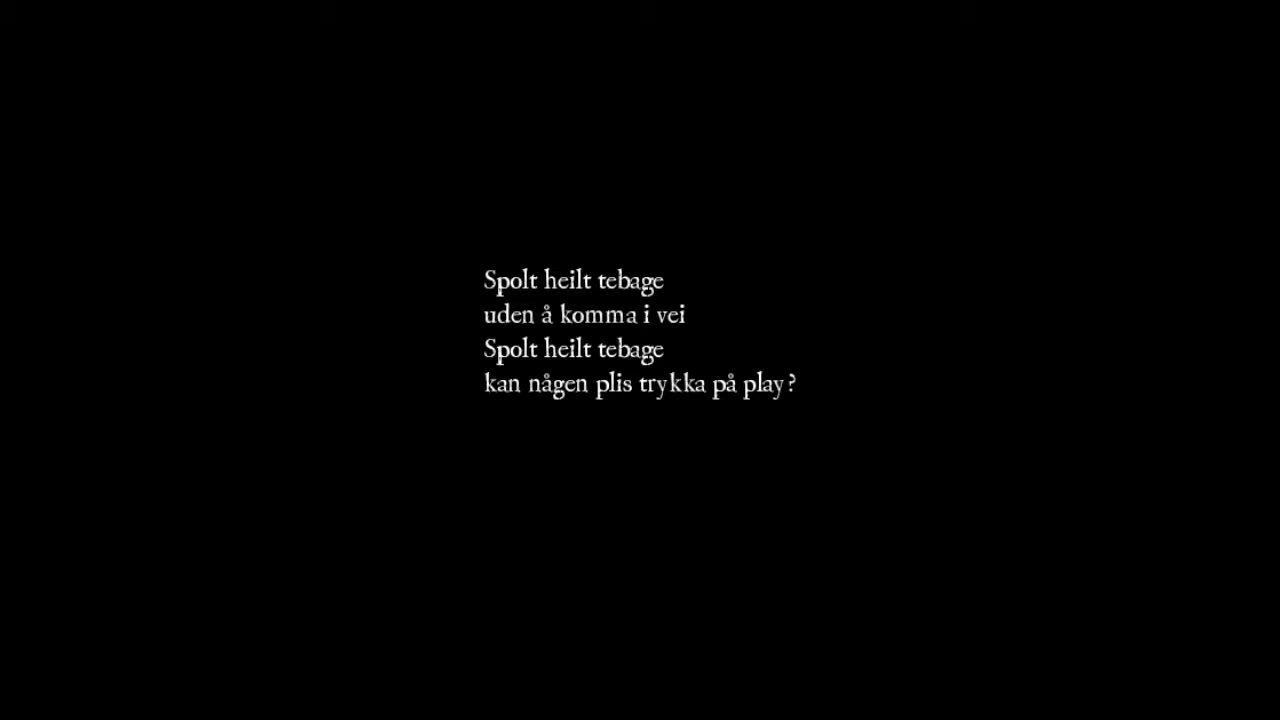 Spolt heilt tebage
uden å komma i vei
Spolt heilt tebage
kan någen plis trykka på play?